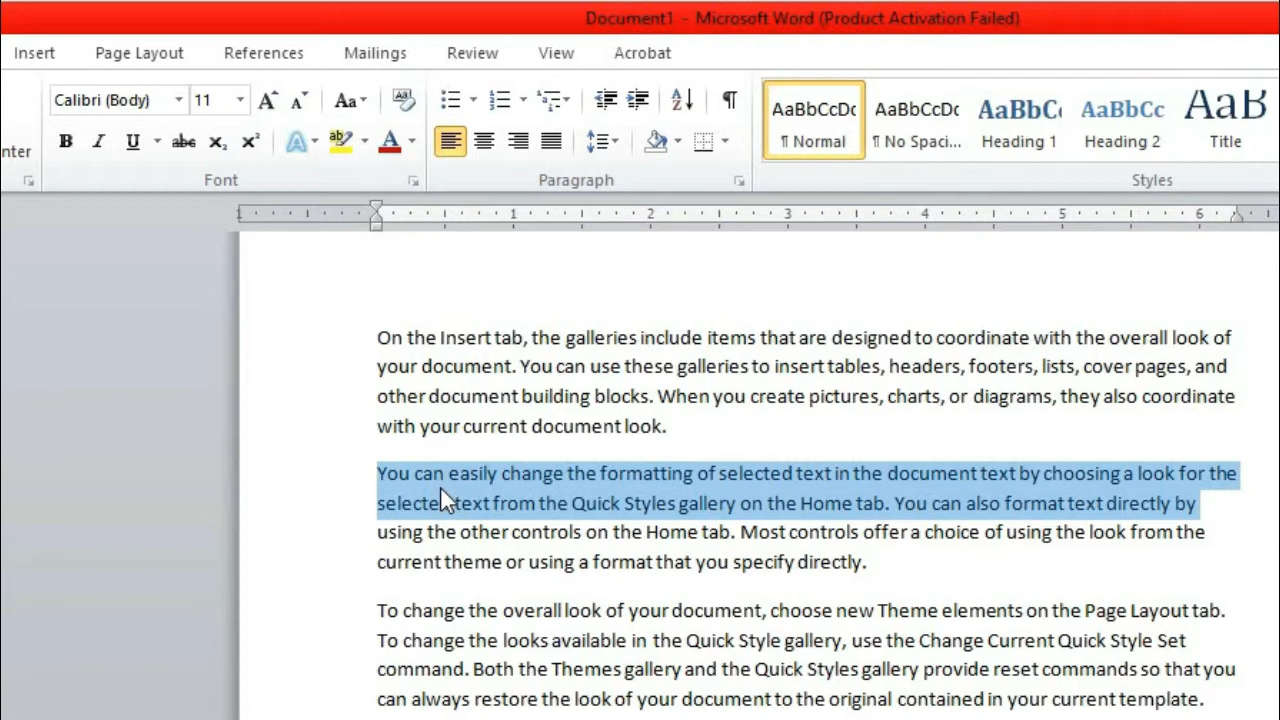 Document1 - Microsoft Word (Product Activation Failed)
Insert Page Layout References Mailings Review View Acrobat
Calibri (Body) 11 A A Aa AaBbCcDc AaBbCcDc AaBbC AaBbCc AaB
nter B I U abc X₂ X² A ab A ¶ Normal ¶ No Spaci... Heading 1 Heading 2 Title
Font Paragraph Styles
1 1 2 3 4 5 6
On the Insert tab, the galleries include items that are designed to coordinate with the overall look of
your document. You can use these galleries to insert tables, headers, footers, lists, cover pages, and
other document building blocks. When you create pictures, charts, or diagrams, they also coordinate
with your current document look.
You can easily change the formatting of selected text in the document text by choosing a look for the
selected text from the Quick Styles gallery on the Home tab. You can also format text directly by
using the other controls on the Home tab. Most controls offer a choice of using the look from the
current theme or using a format that you specify directly.
To change the overall look of your document, choose new Theme elements on the Page Layout tab.
To change the looks available in the Quick Style gallery, use the Change Current Quick Style Set
command. Both the Themes gallery and the Quick Styles gallery provide reset commands so that you
can always restore the look of your document to the original contained in your current template.